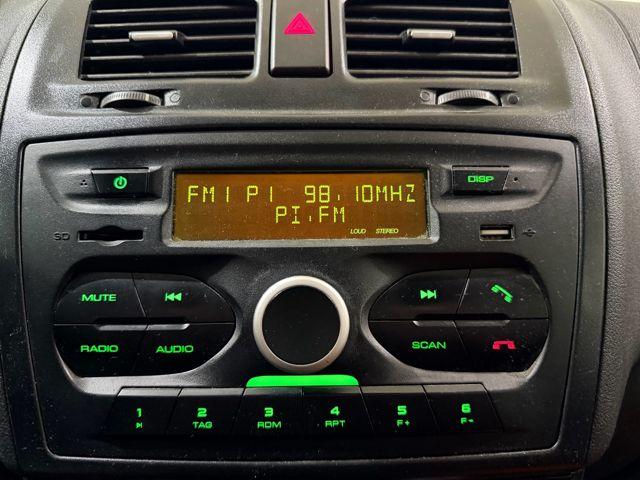 FM1 P1 98.10MHZ
PI.FM
LOUD STEREO
DISP
SD
MUTE
RADIO
AUDIO
SCAN
1
2
TAG
3
RDM
4
RPT
5
F+
6
F-